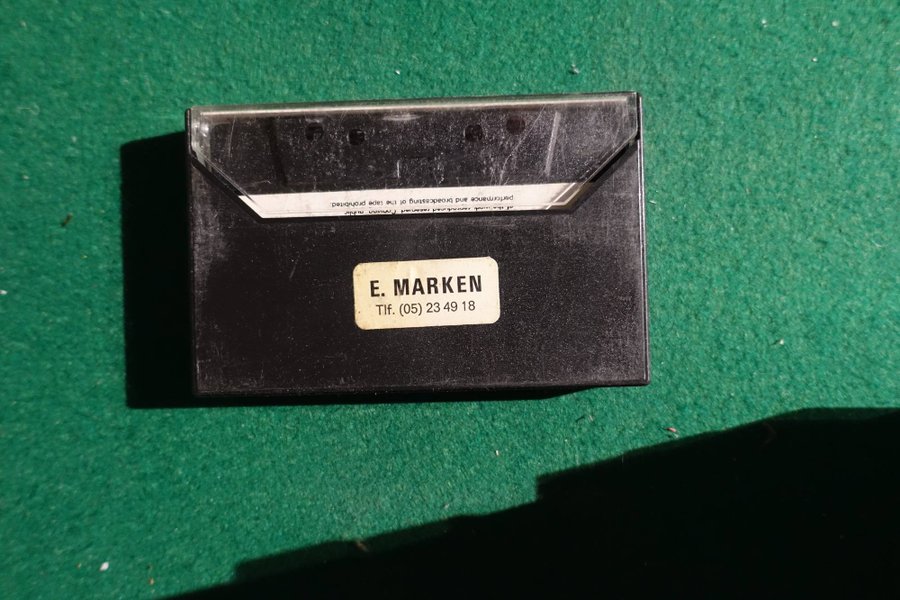 performance and broadcasting of the tape prohibited.
E. MARKEN
Tlf. (05) 23 49 18